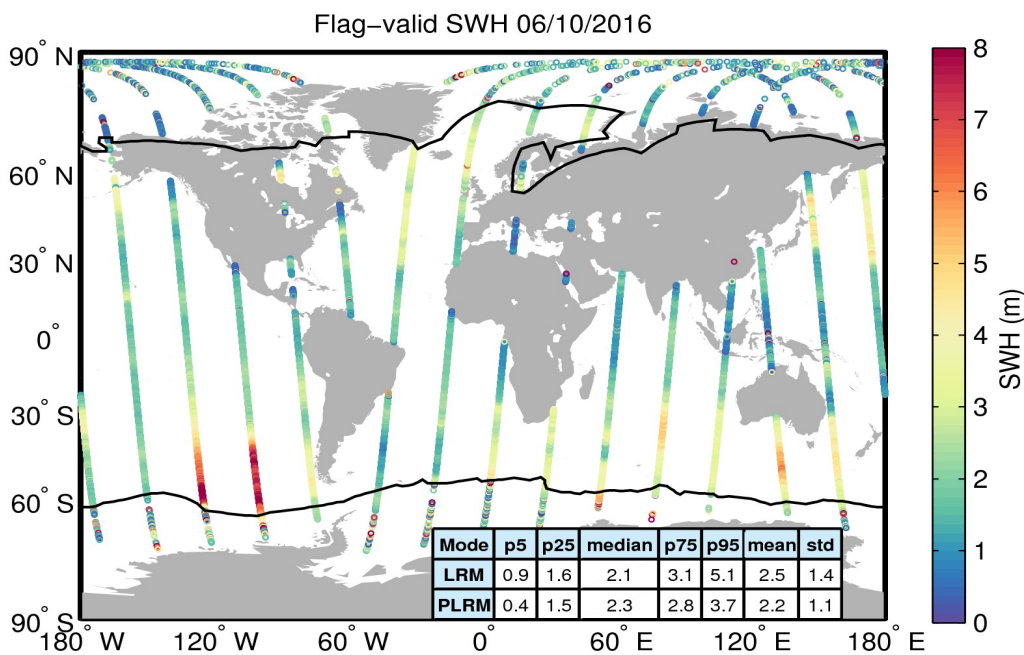 Flag−valid SWH 06/10/2016
90° N
60° N
30° N
0°
30° S
60° S
90° S
180° W
120° W
60° W
0°
60° E
120° E
180° E
8
7
6
5
4
3
2
1
0
SWH (m)
Mode p5 p25 median p75 p95 mean std
LRM 0.9 1.6 2.1 3.1 5.1 2.5 1.4
PLRM 0.4 1.5 2.3 2.8 3.7 2.2 1.1